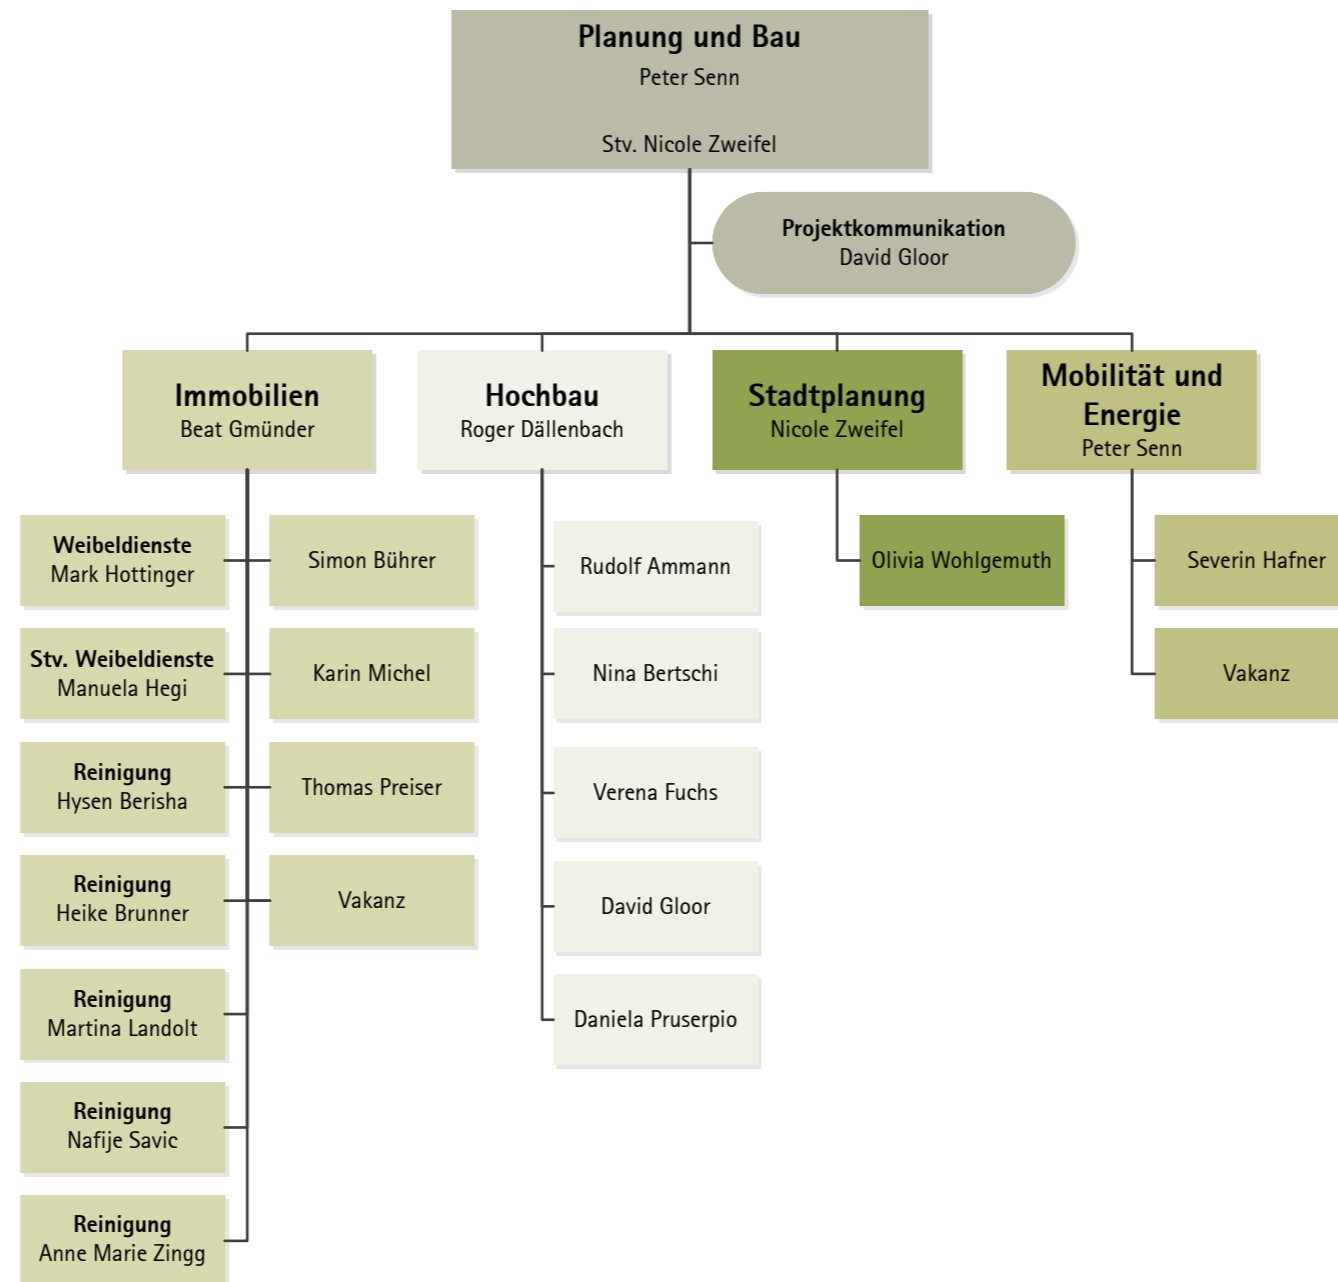 Planung und Bau
Peter Senn
Stv. Nicole Zweifel
Projektkommunikation
David Gloor
Immobilien
Beat Gmünder
Hochbau
Roger Dällenbach
Stadtplanung
Nicole Zweifel
Mobilität und
Energie
Peter Senn
Weibeldienste
Mark Hottinger
Simon Bührer
Stv. Weibeldienste
Manuela Hegi
Karin Michel
Reinigung
Hysen Berisha
Thomas Preiser
Reinigung
Heike Brunner
Vakanz
Reinigung
Martina Landolt
Reinigung
Nafije Savic
Reinigung
Anne Marie Zingg
Rudolf Ammann
Nina Bertschi
Verena Fuchs
David Gloor
Daniela Pruserpio
Olivia Wohlgemuth
Severin Hafner
Vakanz